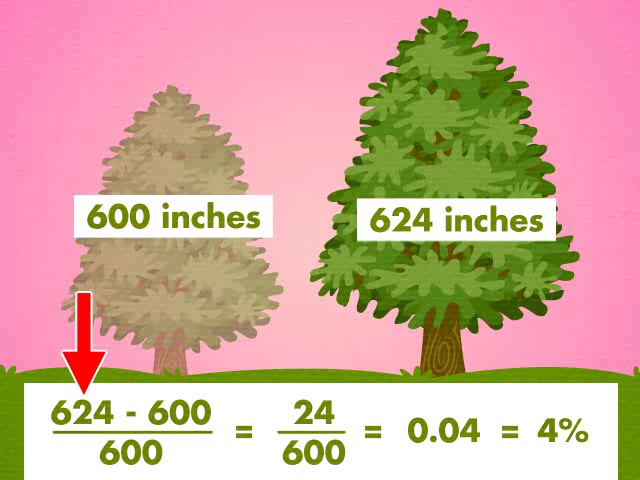 600 inches
624 inches
624 - 600
600
=
24
600
= 0.04 = 4%